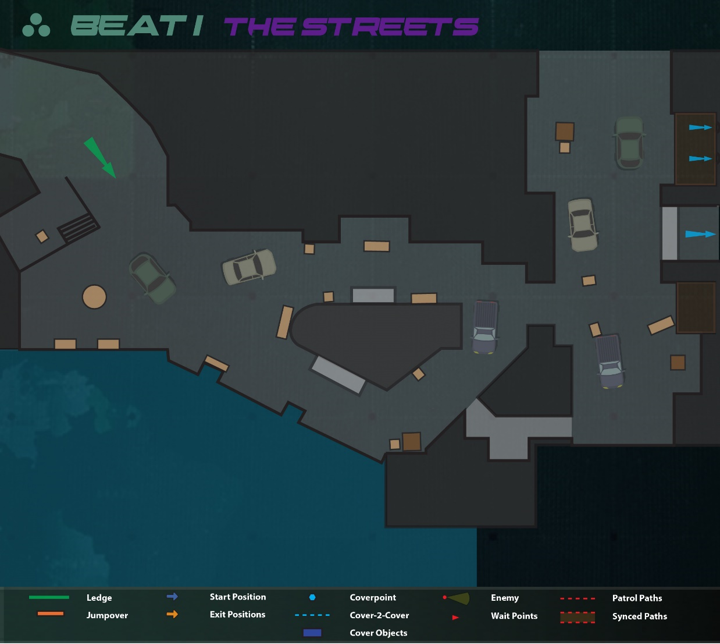 BEAT I THE STREETS
Ledge Start Position Coverpoint Enemy Patrol Paths
Jumpover Exit Positions Cover-2-Cover Wait Points Synced Paths
Cover Objects